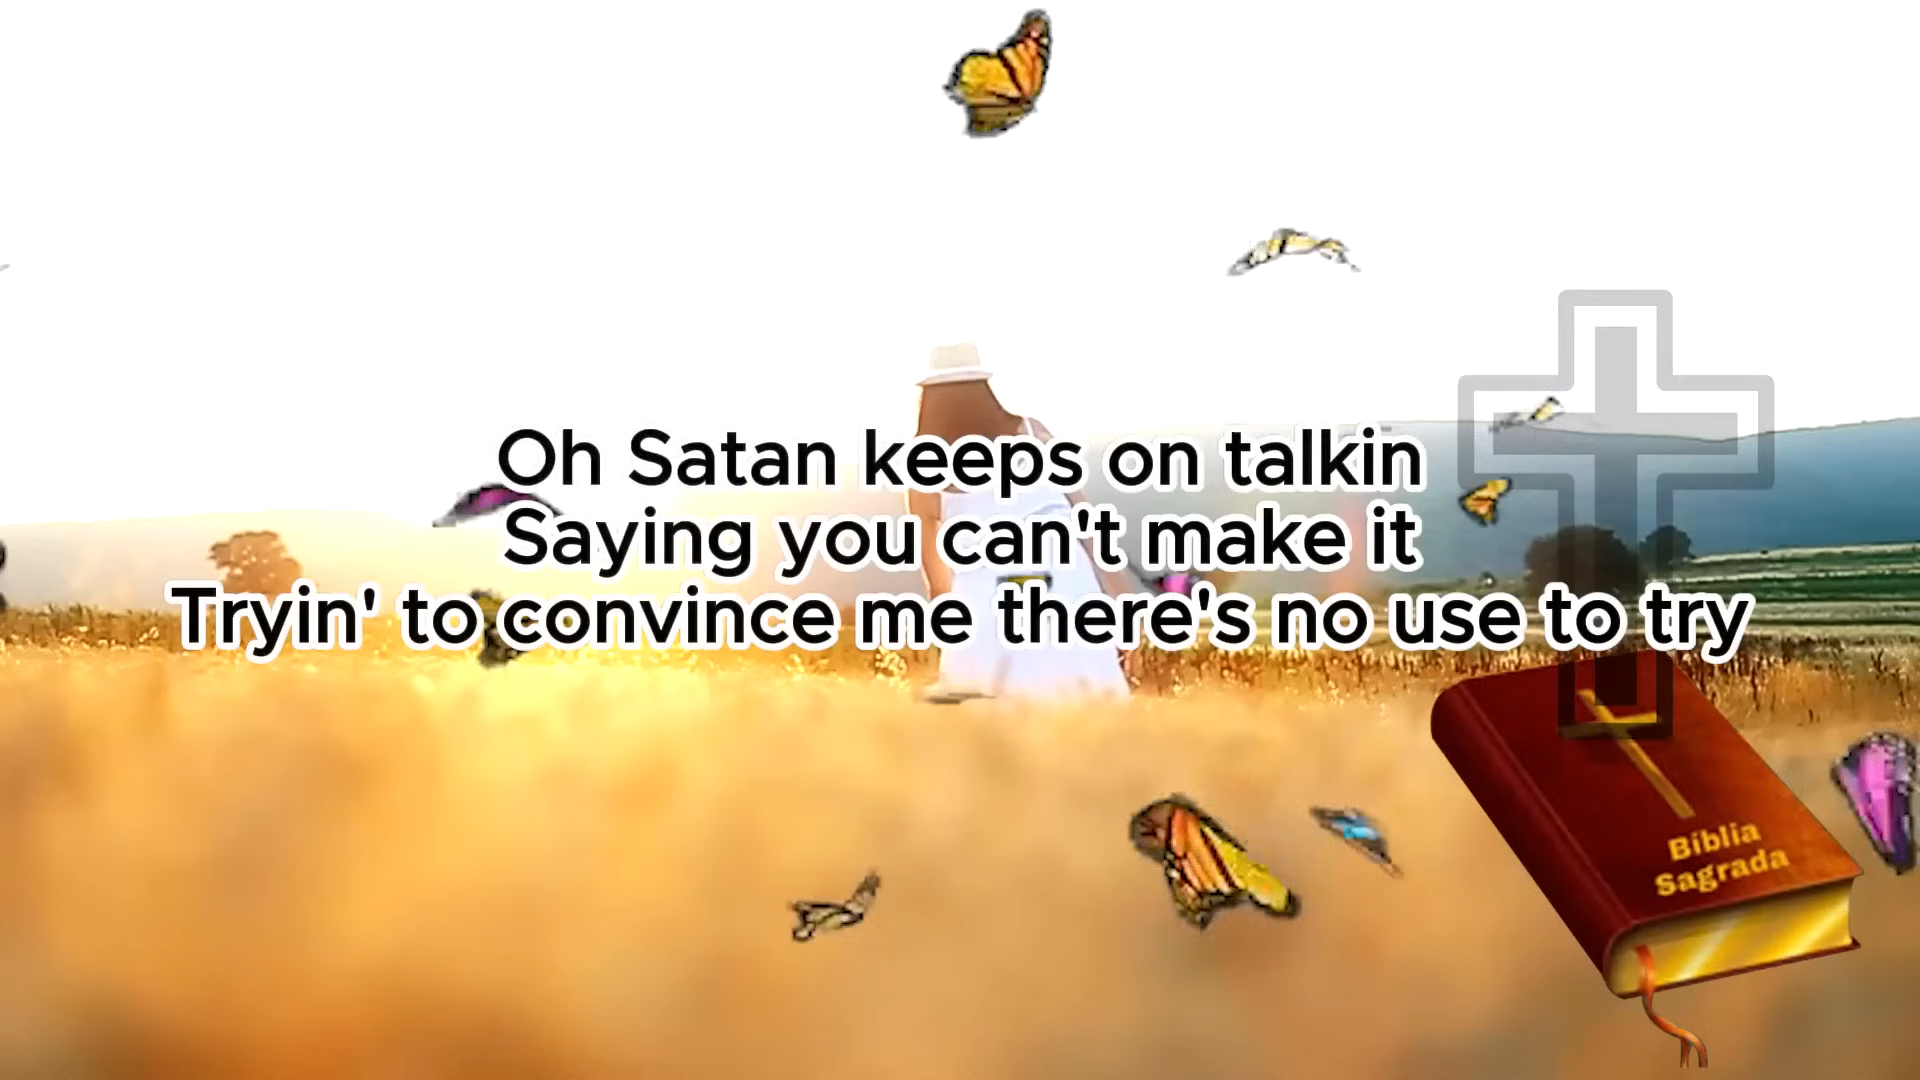 Oh Satan keeps on talkin
Saying you can't make it
Tryin' to convince me there's no use to try
Bíblia
Sagrada